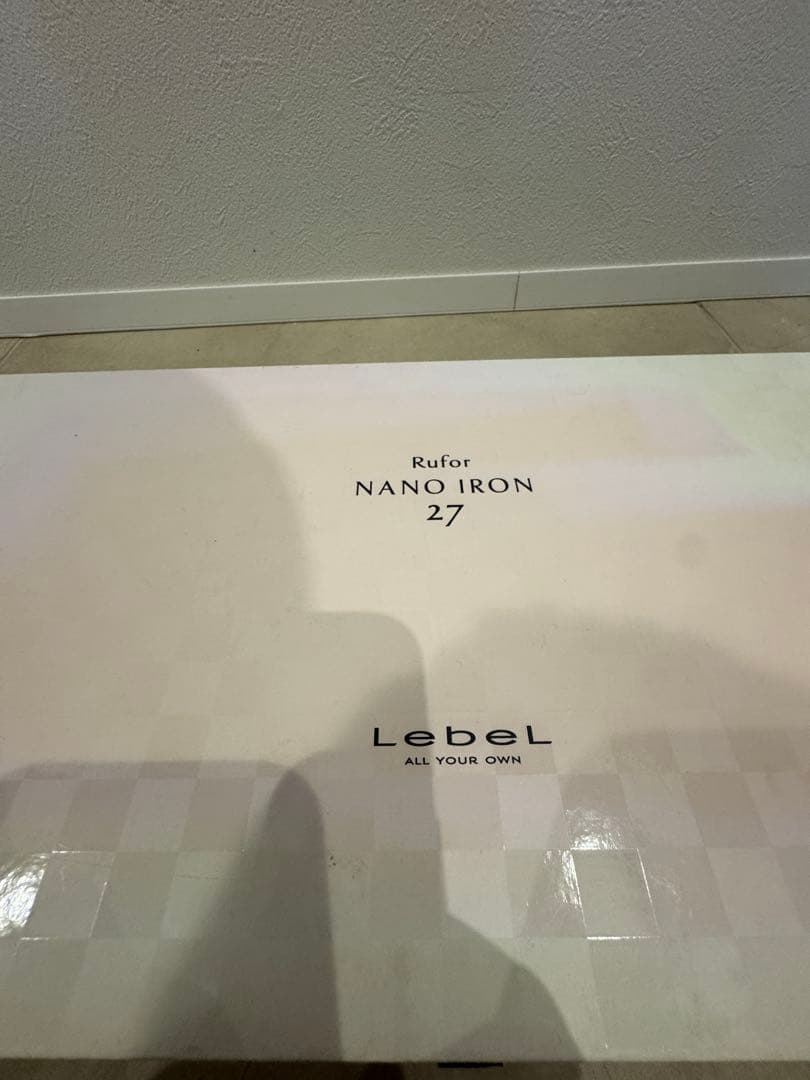 Rufor
NANO IRON
27
LebeL
ALL YOUR OWN